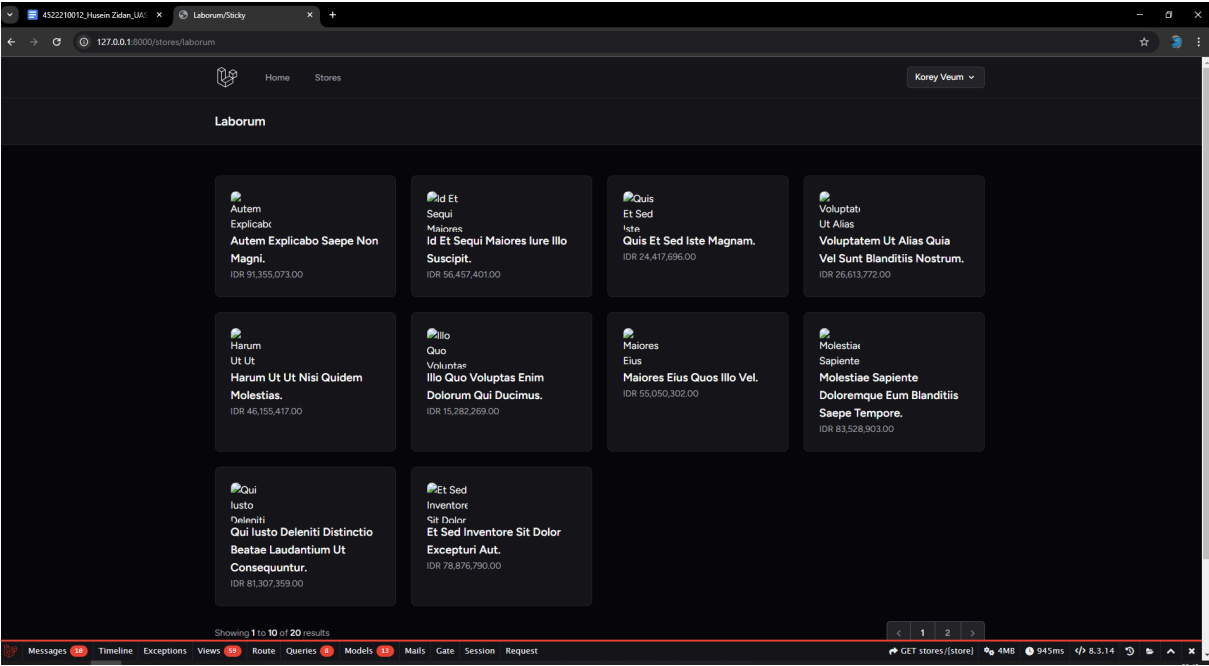 4522210012_Husein Zidan_UAS
Laborum/Sticky
127.0.0.1:8000/stores/laborum
Home
Stores
Korey Veum
Laborum
Autem
Explicabo
Autem Explicabo Saepe Non
Magni.
IDR 91,355,073.00
Id Et
Sequi
Maiores
Id Et Sequi Maiores Iure Illo
Suscipit.
IDR 56,457,401.00
Quis
Et Sed
Iste
Quis Et Sed Iste Magnam.
IDR 24,417,696.00
Voluptate
Ut Alias
Voluptatem Ut Alias Quia
Vel Sunt Blanditiis Nostrum.
IDR 26,613,772.00
Harum
Ut Ut
Harum Ut Ut Nisi Quidem
Molestias.
IDR 46,155,417.00
Illo
Quo
Voluptas
Illo Quo Voluptas Enim
Dolorum Qui Ducimus.
IDR 15,282,269.00
Maiores
Eius
Maiores Eius Quos Illo Vel.
IDR 55,050,302.00
Molestiae
Sapiente
Molestiae Sapiente
Doloremque Eum Blanditiis
Saepe Tempore.
IDR 83,528,903.00
Qui
Iusto
Deleniti
Qui Iusto Deleniti Distinctio
Beatae Laudantium Ut
Consequuntur.
IDR 81,307,359.00
Et Sed
Inventore
Sit Dolor
Et Sed Inventore Sit Dolor
Excepturi Aut.
IDR 78,876,790.00
Showing 1 to 10 of 20 results
1 2
Messages 10 Timeline Exceptions Views 59 Route Queries 8 Models 13 Mails Gate Session Request GET stores/{store} 4MB 945ms 8.3.14